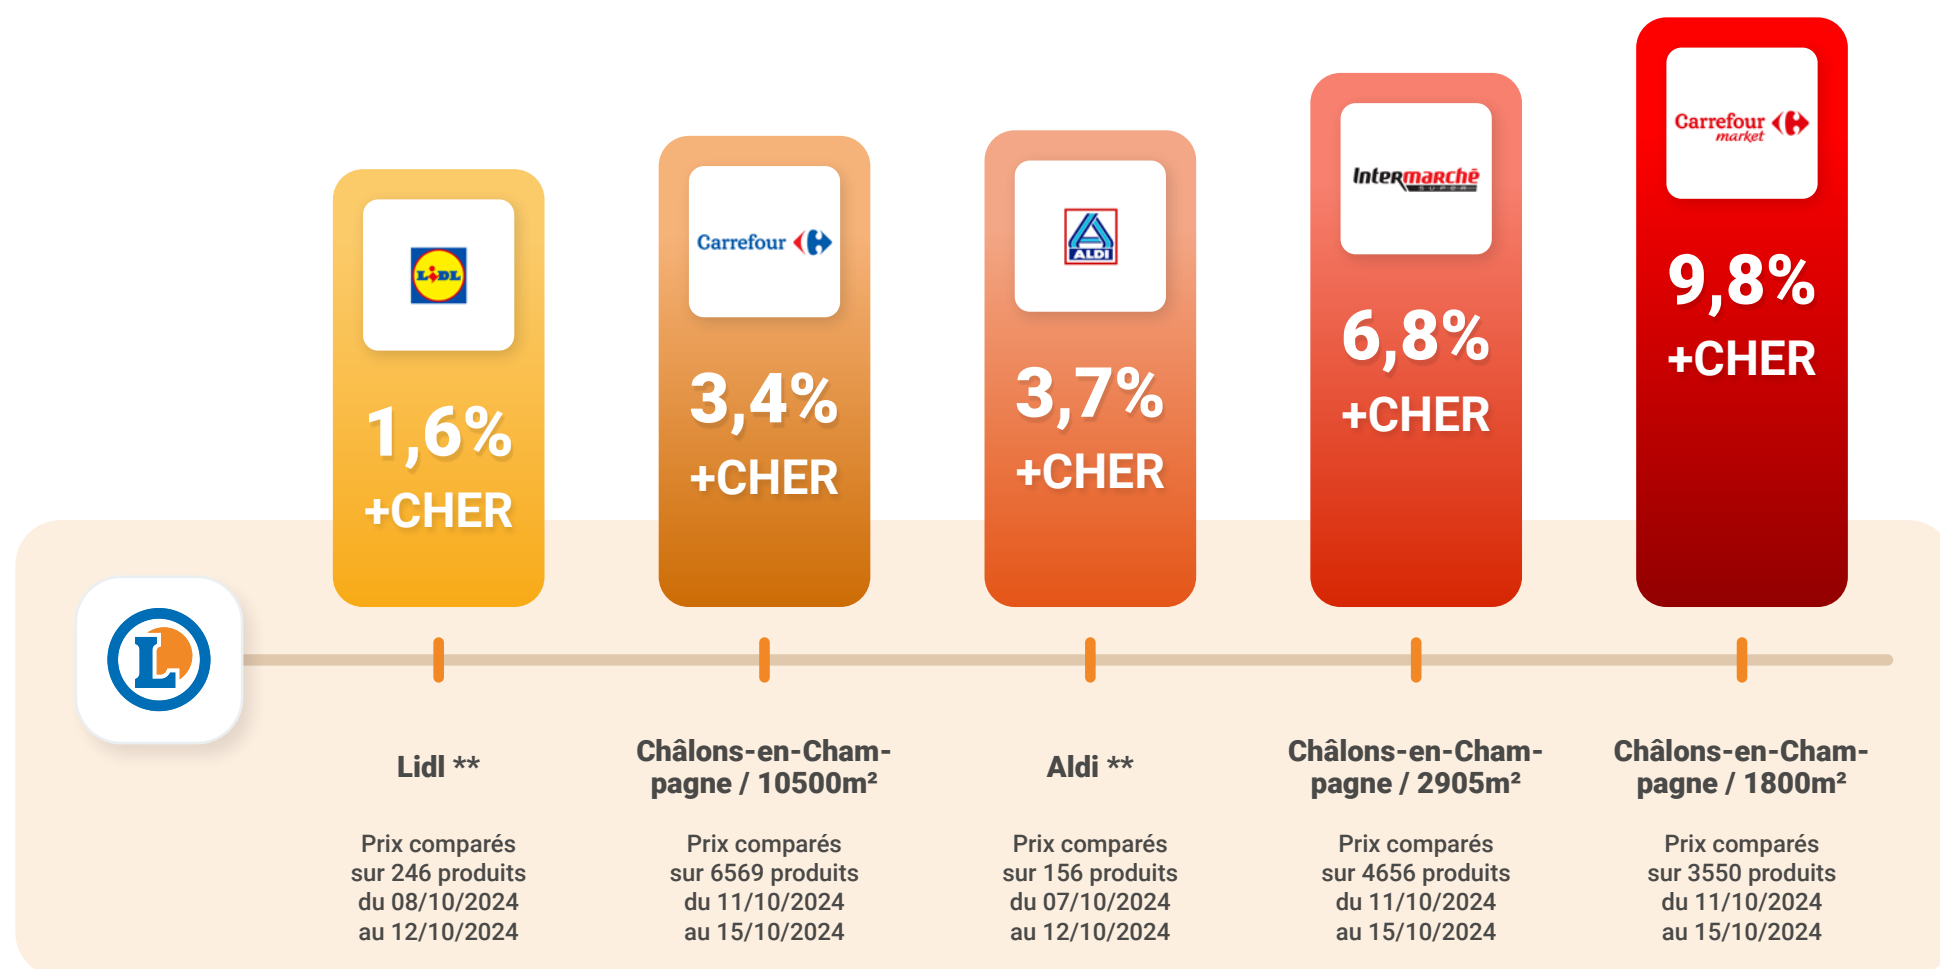 LIDL
1,6%
+CHER
Carrefour
3,4%
+CHER
ALDI
3,7%
+CHER
Intermarché
SUPER
6,8%
+CHER
Carrefour
market
9,8%
+CHER
L
Lidl **
Prix comparés
sur 246 produits
du 08/10/2024
au 12/10/2024
Châlons-en-Cham-
pagne / 10500m²
Prix comparés
sur 6569 produits
du 11/10/2024
au 15/10/2024
Aldi **
Prix comparés
sur 156 produits
du 07/10/2024
au 12/10/2024
Châlons-en-Cham-
pagne / 2905m²
Prix comparés
sur 4656 produits
du 11/10/2024
au 15/10/2024
Châlons-en-Cham-
pagne / 1800m²
Prix comparés
sur 3550 produits
du 11/10/2024
au 15/10/2024